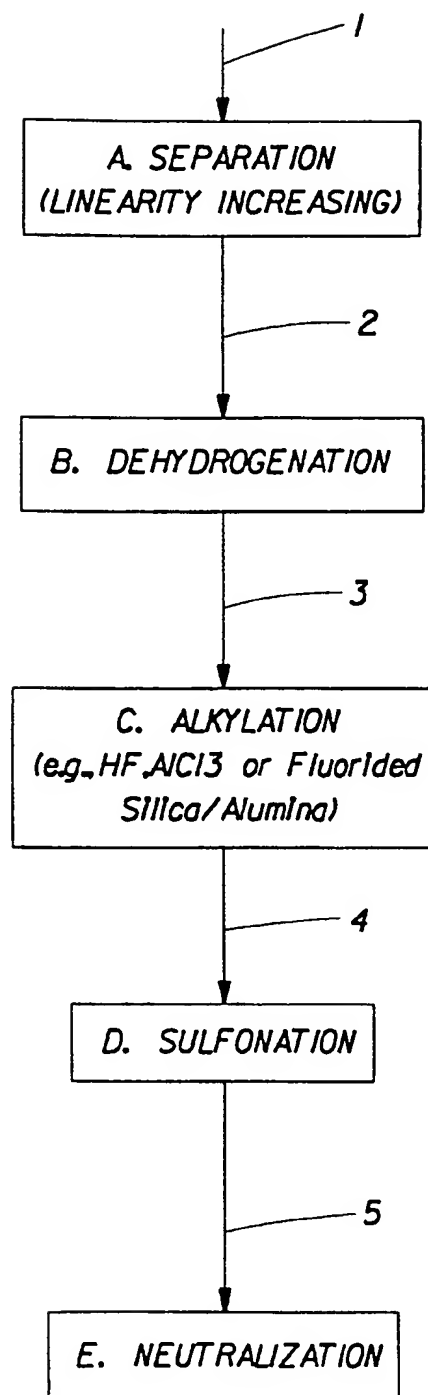 1
A. SEPARATION
(LINEARITY INCREASING)
2
B. DEHYDROGENATION
3
C. ALKYLATION
(e.g., HF, AlCl3 or Fluorided
Silica/Alumina)
4
D. SULFONATION
5
E. NEUTRALIZATION